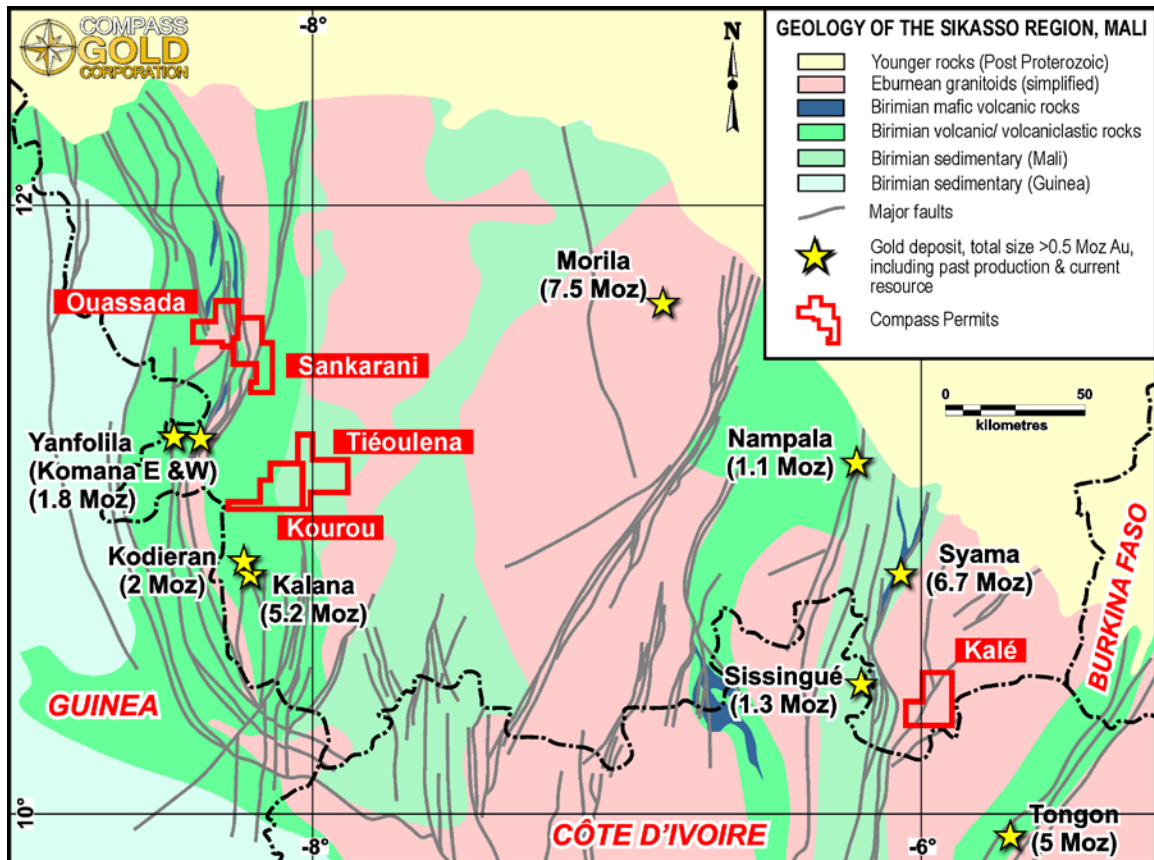 COMPASS
GOLD
CORPORATION
-8°
N
GEOLOGY OF THE SIKASSO REGION, MALI
Younger rocks (Post Proterozoic)
Eburnean granitoids (simplified)
Birimian mafic volcanic rocks
Birimian volcanic/ volcaniclastic rocks
Birimian sedimentary (Mali)
Birimian sedimentary (Guinea)
Major faults
Gold deposit, total size >0.5 Moz Au,
including past production & current
resource
Compass Permits
12°
Morila
(7.5 Moz)
Ouassada
Sankarani
0
50
kilometres
Yanfolila
(Komana E &W)
(1.8 Moz)
Tiéoulena
Kourou
Nampala
(1.1 Moz)
Kodieran
(2 Moz)
Kalana
(5.2 Moz)
Syama
(6.7 Moz)
BURKINA FASO
Kalé
Sissingué
(1.3 Moz)
GUINEA
10°
-8°
CÔTE D'IVOIRE
-6°
Tongon
(5 Moz)